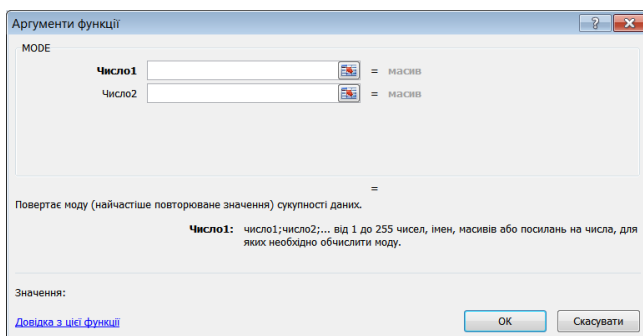 Аргументи функції
MODE
Число1 = масив
Число2 = масив
=
Повертає моду (найчастіше повторюване значення) сукупності даних.
Число1: число1;число2;... від 1 до 255 чисел, імен, масивів або посилань на числа, для
яких необхідно обчислити моду.
Значення:
Довідка з цієї функції
ОК
Скасувати